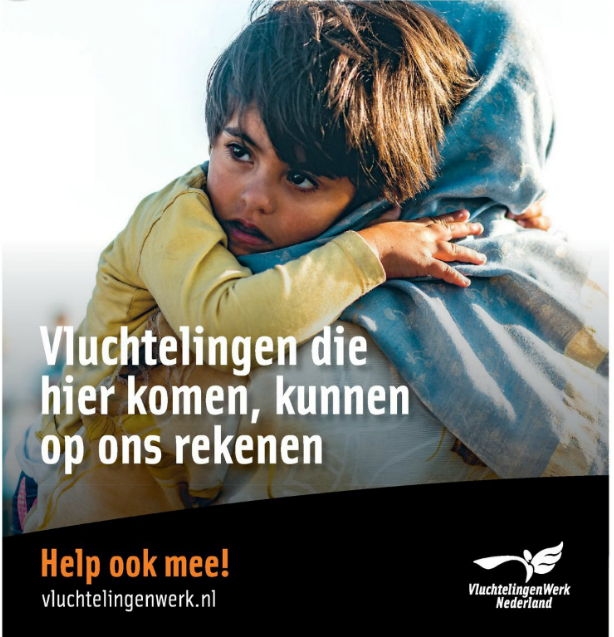 Vluchtelingen die
hier komen, kunnen
op ons rekenen
Help ook mee!
vluchtelingenwerk.nl
VluchtelingenWerk
Nederland